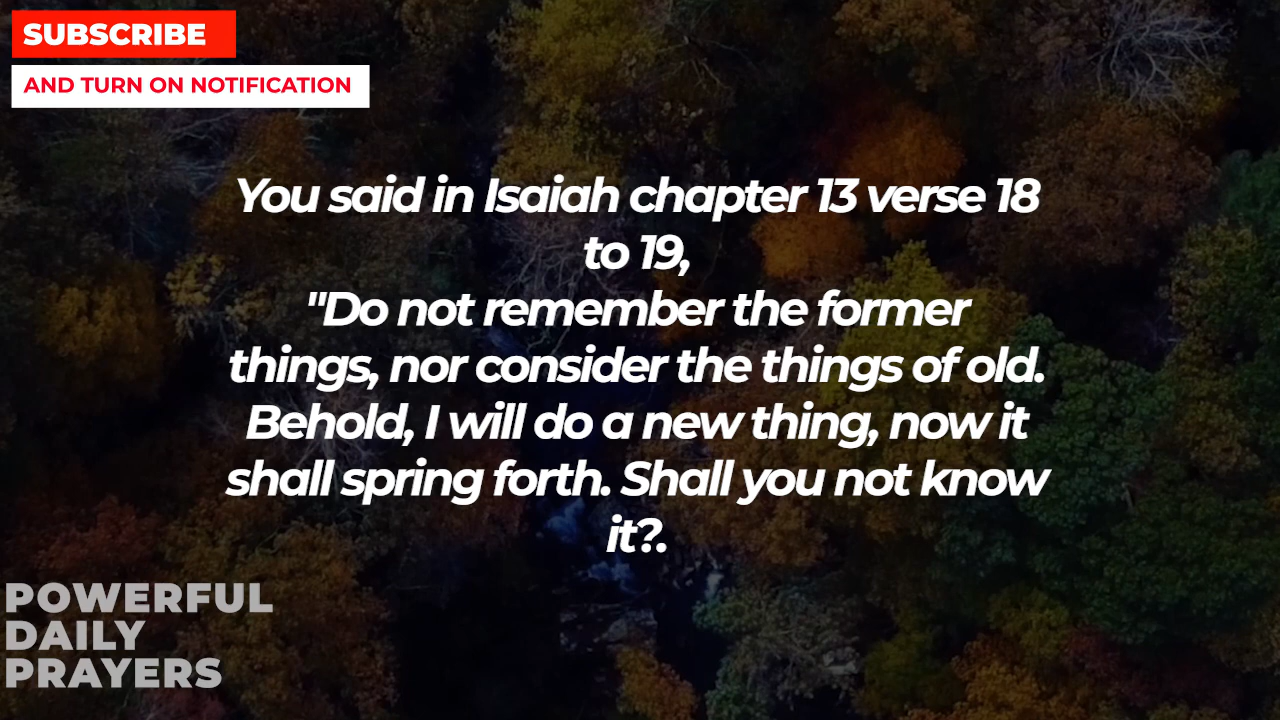 SUBSCRIBE
AND TURN ON NOTIFICATION
You said in Isaiah chapter 13 verse 18
to 19,
"Do not remember the former
things, nor consider the things of old.
Behold, I will do a new thing, now it
shall spring forth. Shall you not know
it?.
POWERFUL
DAILY
PRAYERS